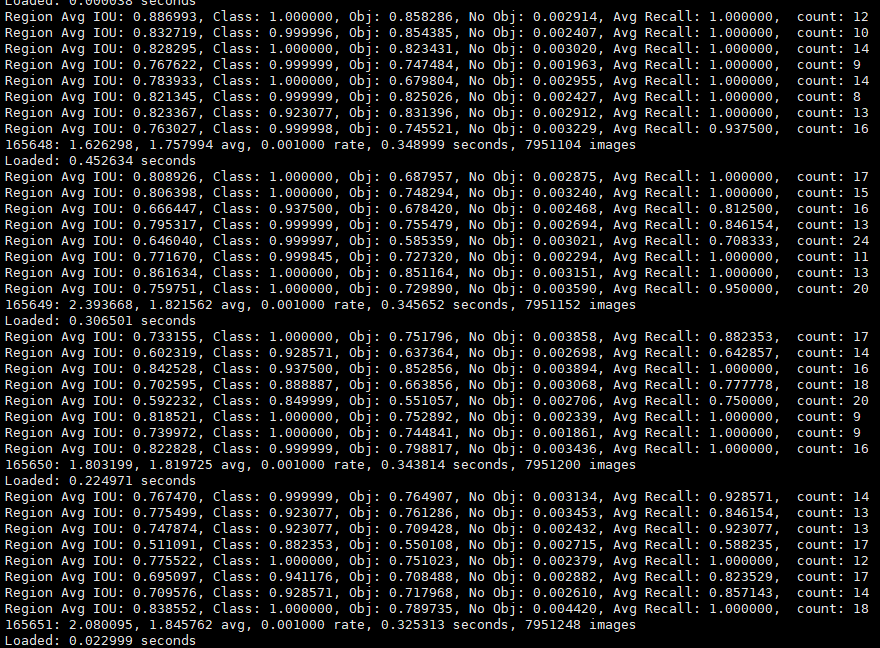 Loaded: 0.000038 seconds
Region Avg IOU: 0.886993, Class: 1.000000, Obj: 0.858286, No Obj: 0.002914, Avg Recall: 1.000000,  count: 12
Region Avg IOU: 0.832719, Class: 0.999996, Obj: 0.854385, No Obj: 0.002407, Avg Recall: 1.000000,  count: 10
Region Avg IOU: 0.828295, Class: 1.000000, Obj: 0.823431, No Obj: 0.003020, Avg Recall: 1.000000,  count: 14
Region Avg IOU: 0.767622, Class: 0.999999, Obj: 0.747484, No Obj: 0.001963, Avg Recall: 1.000000,  count: 9
Region Avg IOU: 0.783933, Class: 1.000000, Obj: 0.679804, No Obj: 0.002955, Avg Recall: 1.000000,  count: 14
Region Avg IOU: 0.821345, Class: 0.999999, Obj: 0.825026, No Obj: 0.002427, Avg Recall: 1.000000,  count: 8
Region Avg IOU: 0.823367, Class: 0.923077, Obj: 0.831396, No Obj: 0.002912, Avg Recall: 1.000000,  count: 13
Region Avg IOU: 0.763027, Class: 0.999998, Obj: 0.745521, No Obj: 0.003229, Avg Recall: 0.937500,  count: 16
165648: 1.626298, 1.757994 avg, 0.001000 rate, 0.348999 seconds, 7951104 images
Loaded: 0.452634 seconds
Region Avg IOU: 0.808926, Class: 1.000000, Obj: 0.687957, No Obj: 0.002875, Avg Recall: 1.000000,  count: 17
Region Avg IOU: 0.806398, Class: 1.000000, Obj: 0.748294, No Obj: 0.003240, Avg Recall: 1.000000,  count: 15
Region Avg IOU: 0.666447, Class: 0.937500, Obj: 0.678420, No Obj: 0.002468, Avg Recall: 0.812500,  count: 16
Region Avg IOU: 0.795317, Class: 0.999999, Obj: 0.755479, No Obj: 0.002694, Avg Recall: 0.846154,  count: 13
Region Avg IOU: 0.646040, Class: 0.999997, Obj: 0.585359, No Obj: 0.003021, Avg Recall: 0.708333,  count: 24
Region Avg IOU: 0.771670, Class: 0.999845, Obj: 0.727320, No Obj: 0.002294, Avg Recall: 1.000000,  count: 11
Region Avg IOU: 0.861634, Class: 1.000000, Obj: 0.851164, No Obj: 0.003151, Avg Recall: 1.000000,  count: 13
Region Avg IOU: 0.759751, Class: 1.000000, Obj: 0.729890, No Obj: 0.003590, Avg Recall: 0.950000,  count: 20
165649: 2.393668, 1.821562 avg, 0.001000 rate, 0.345652 seconds, 7951152 images
Loaded: 0.306501 seconds
Region Avg IOU: 0.733155, Class: 1.000000, Obj: 0.751796, No Obj: 0.003858, Avg Recall: 0.882353,  count: 17
Region Avg IOU: 0.602319, Class: 0.928571, Obj: 0.637364, No Obj: 0.002698, Avg Recall: 0.642857,  count: 14
Region Avg IOU: 0.842528, Class: 0.937500, Obj: 0.852856, No Obj: 0.003894, Avg Recall: 1.000000,  count: 16
Region Avg IOU: 0.702595, Class: 0.888887, Obj: 0.663856, No Obj: 0.003068, Avg Recall: 0.777778,  count: 18
Region Avg IOU: 0.592232, Class: 0.849999, Obj: 0.551057, No Obj: 0.002706, Avg Recall: 0.750000,  count: 20
Region Avg IOU: 0.818521, Class: 1.000000, Obj: 0.752892, No Obj: 0.002339, Avg Recall: 1.000000,  count: 9
Region Avg IOU: 0.739972, Class: 1.000000, Obj: 0.744841, No Obj: 0.001861, Avg Recall: 1.000000,  count: 9
Region Avg IOU: 0.822828, Class: 0.999999, Obj: 0.798817, No Obj: 0.003436, Avg Recall: 1.000000,  count: 16
165650: 1.803199, 1.819725 avg, 0.001000 rate, 0.343814 seconds, 7951200 images
Loaded: 0.224971 seconds
Region Avg IOU: 0.767470, Class: 0.999999, Obj: 0.764907, No Obj: 0.003134, Avg Recall: 0.928571,  count: 14
Region Avg IOU: 0.775499, Class: 0.923077, Obj: 0.761286, No Obj: 0.003453, Avg Recall: 0.846154,  count: 13
Region Avg IOU: 0.747874, Class: 0.923077, Obj: 0.709428, No Obj: 0.002432, Avg Recall: 0.923077,  count: 13
Region Avg IOU: 0.511091, Class: 0.882353, Obj: 0.550108, No Obj: 0.002715, Avg Recall: 0.588235,  count: 17
Region Avg IOU: 0.775522, Class: 1.000000, Obj: 0.751023, No Obj: 0.002379, Avg Recall: 1.000000,  count: 12
Region Avg IOU: 0.695097, Class: 0.941176, Obj: 0.708488, No Obj: 0.002882, Avg Recall: 0.823529,  count: 17
Region Avg IOU: 0.709576, Class: 0.928571, Obj: 0.717968, No Obj: 0.002610, Avg Recall: 0.857143,  count: 14
Region Avg IOU: 0.838552, Class: 1.000000, Obj: 0.789735, No Obj: 0.004420, Avg Recall: 1.000000,  count: 18
165651: 2.080095, 1.845762 avg, 0.001000 rate, 0.325313 seconds, 7951248 images
Loaded: 0.022999 seconds